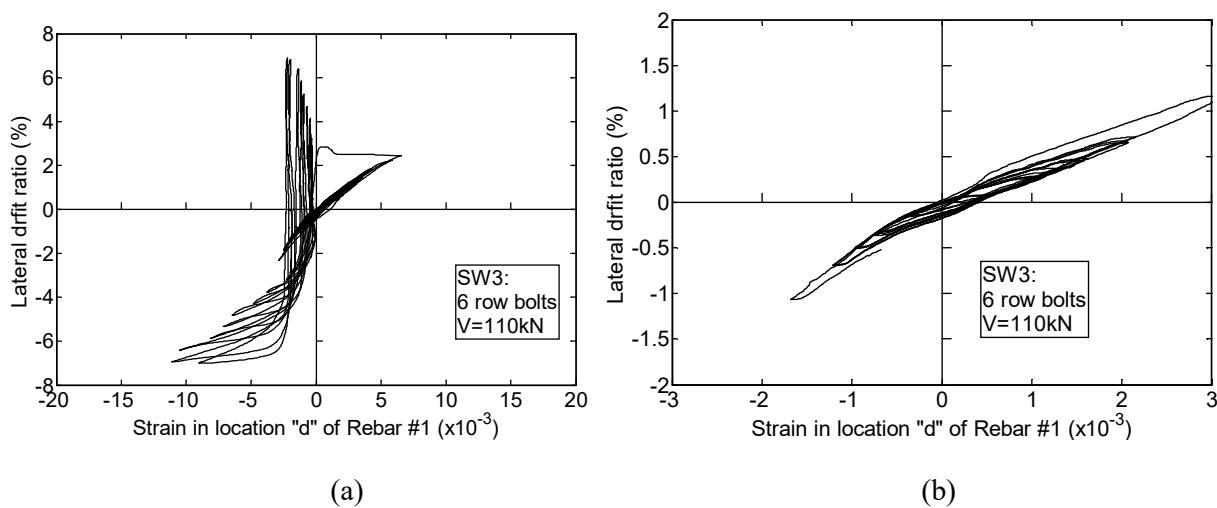 8
6
4
2
0
-2
-4
-6
-8
-20
-15
-10
-5
0
5
10
15
20
Lateral drfit ratio (%)
Strain in location "d" of Rebar #1 (x10-3)
SW3:
6 row bolts
V=110kN
(a)
2
1.5
1
0.5
0
-0.5
-1
-1.5
-2
-3
-2
-1
0
1
2
3
Lateral drfit ratio (%)
Strain in location "d" of Rebar #1 (x10-3)
SW3:
6 row bolts
V=110kN
(b)